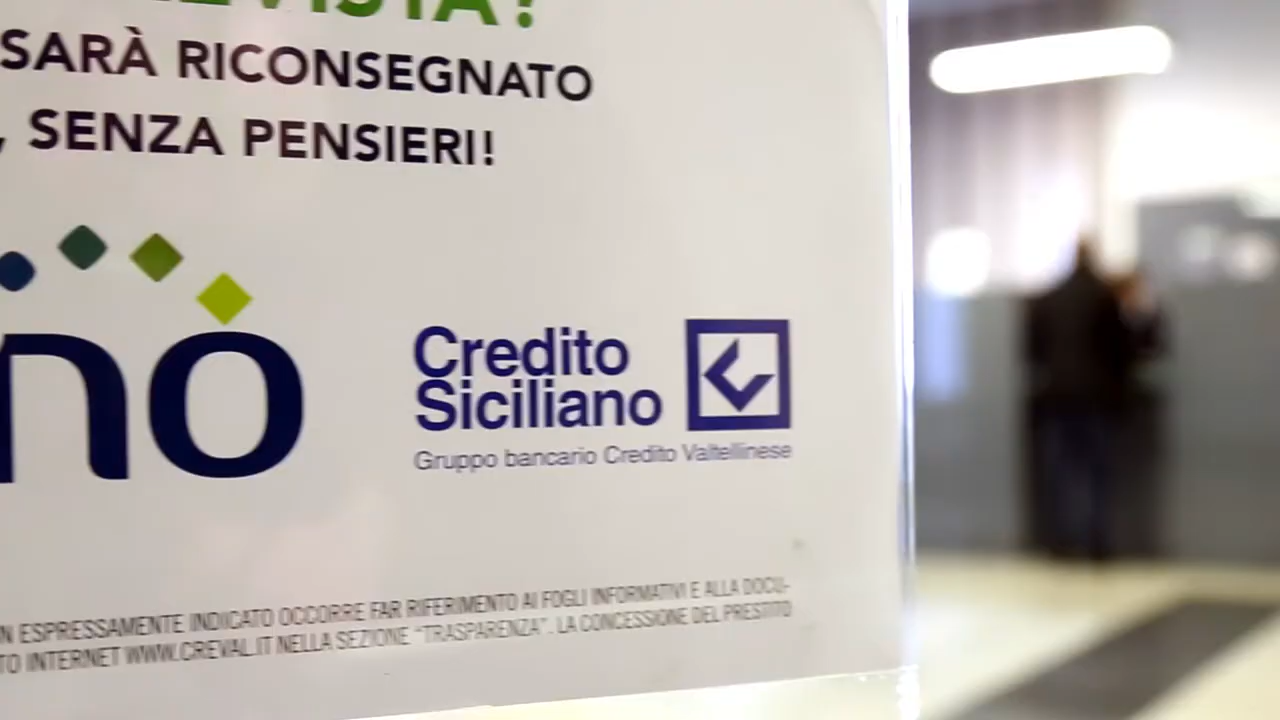 SARÀ RICONSEGNATO
, SENZA PENSIERI!
no
Credito
Siciliano
Gruppo bancario Credito Valtellinese
ESPRESSAMENTE INDICATO OCCORRE FAR RIFERIMENTO AI FOGLI INFORMATIVI E ALLA DOCU-
INTERNET WWW.CREVAL.IT NELLA SEZIONE "TRASPARENZA". LA CONCESSIONE DEL PRESTITO